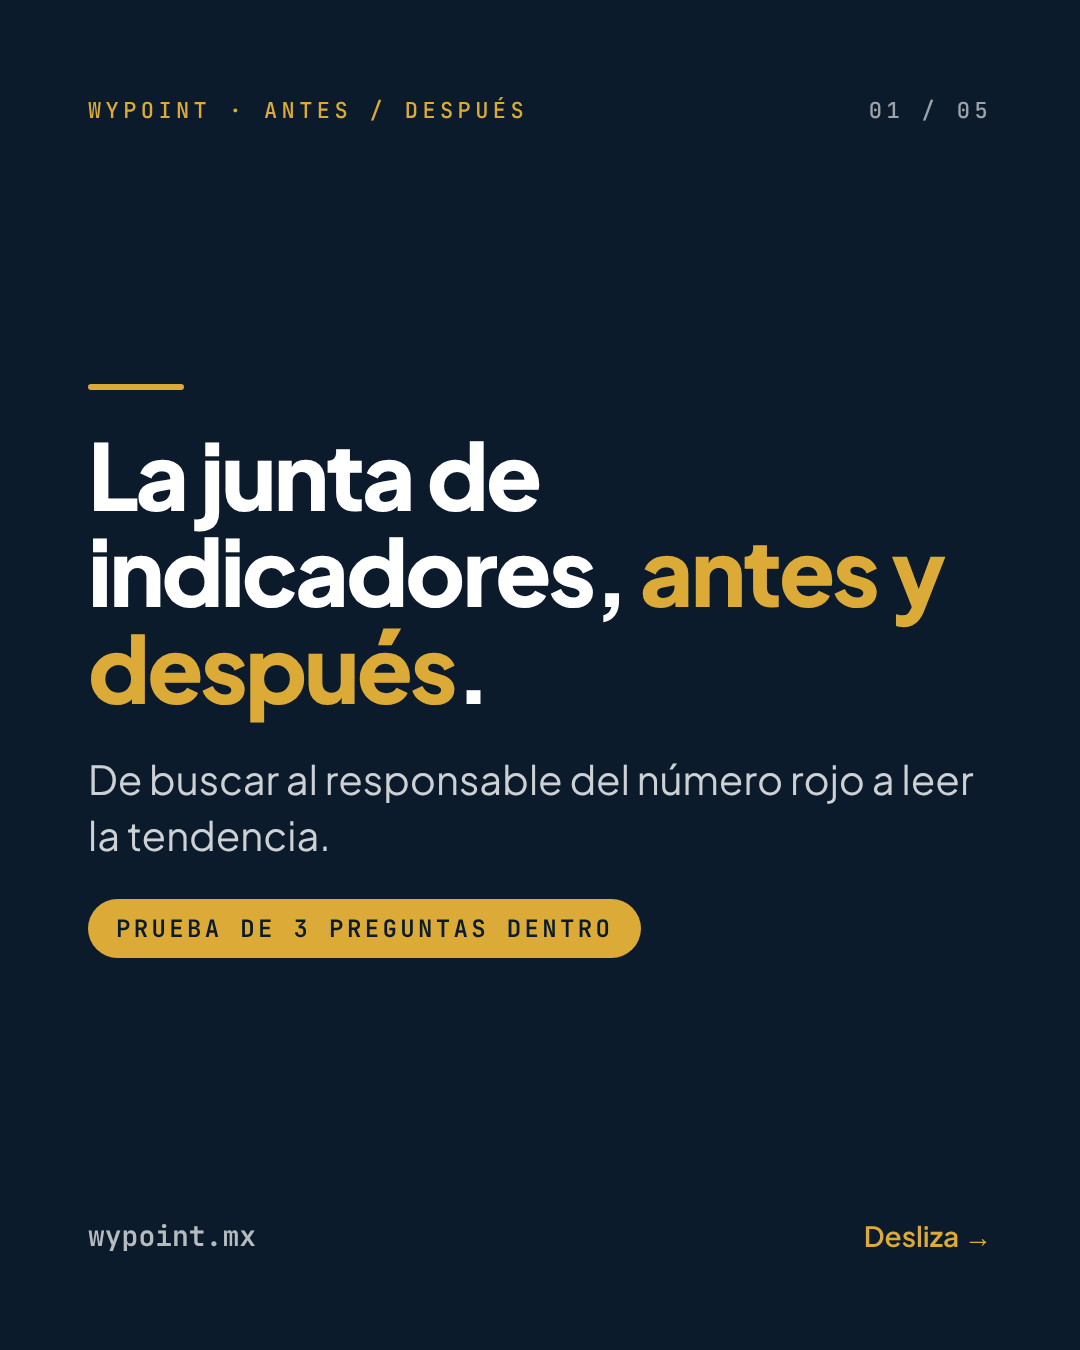 WYPOINT · ANTES / DESPUÉS
01 / 05
La junta de
indicadores, antes y
después.
De buscar al responsable del número rojo a leer
la tendencia.
PRUEBA DE 3 PREGUNTAS DENTRO
wypoint.mx
Desliza →